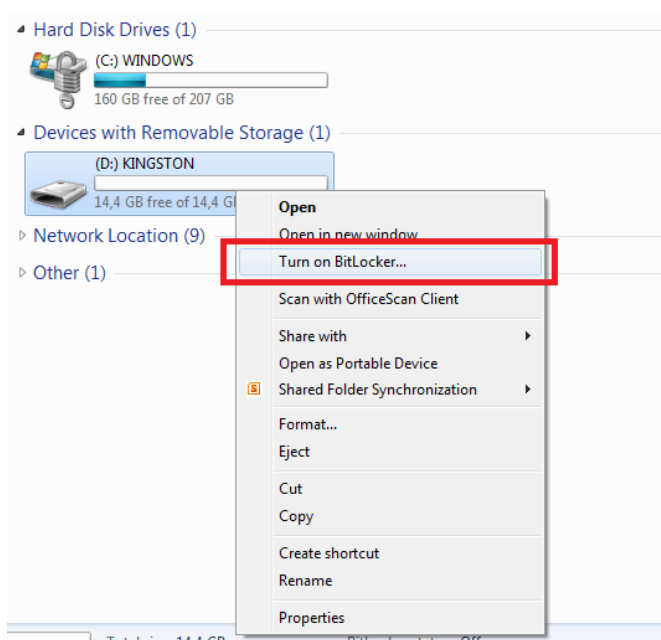 Hard Disk Drives (1)
(C:) WINDOWS
160 GB free of 207 GB
Devices with Removable Storage (1)
(D:) KINGSTON
14,4 GB free of 14,4 G
Open
Network Location (9)
Open in new window
Turn on BitLocker...
Other (1)
Scan with OfficeScan Client
Share with
Open as Portable Device
S
Shared Folder Synchronization
Format...
Eject
Cut
Copy
Create shortcut
Rename
Properties
14,4 GB
Off